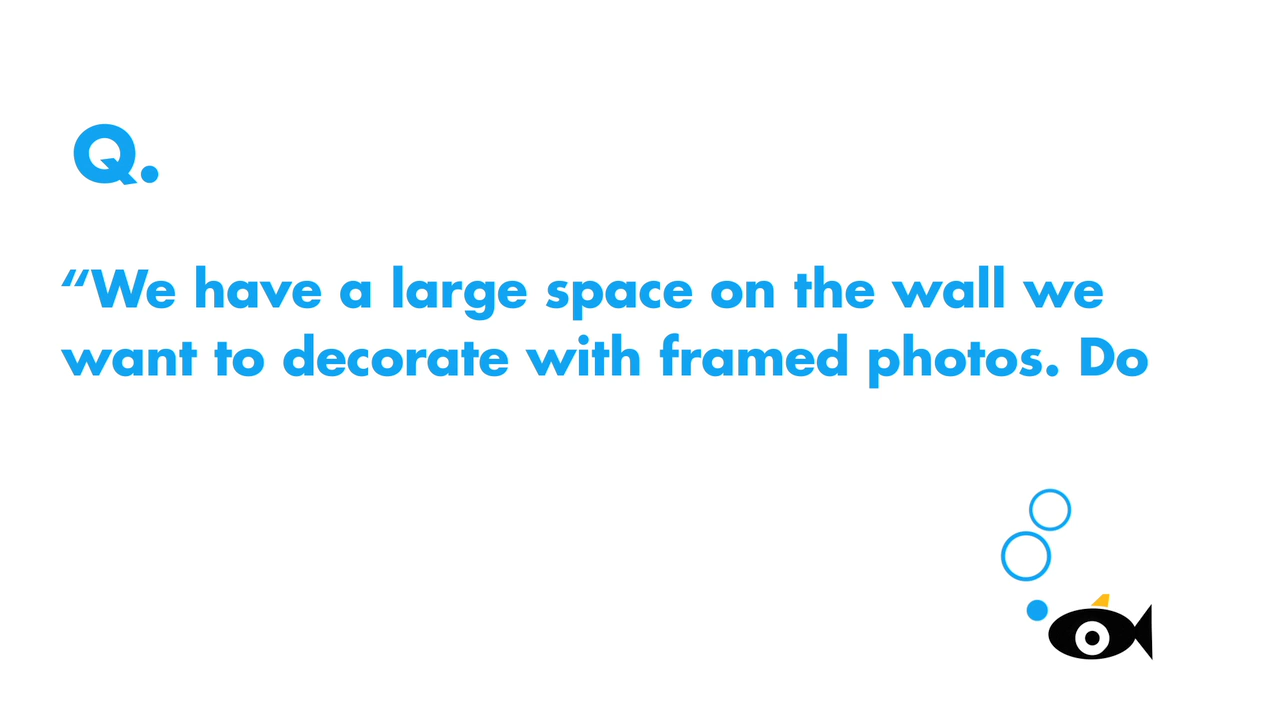 Q.
“We have a large space on the wall we
want to decorate with framed photos. Do